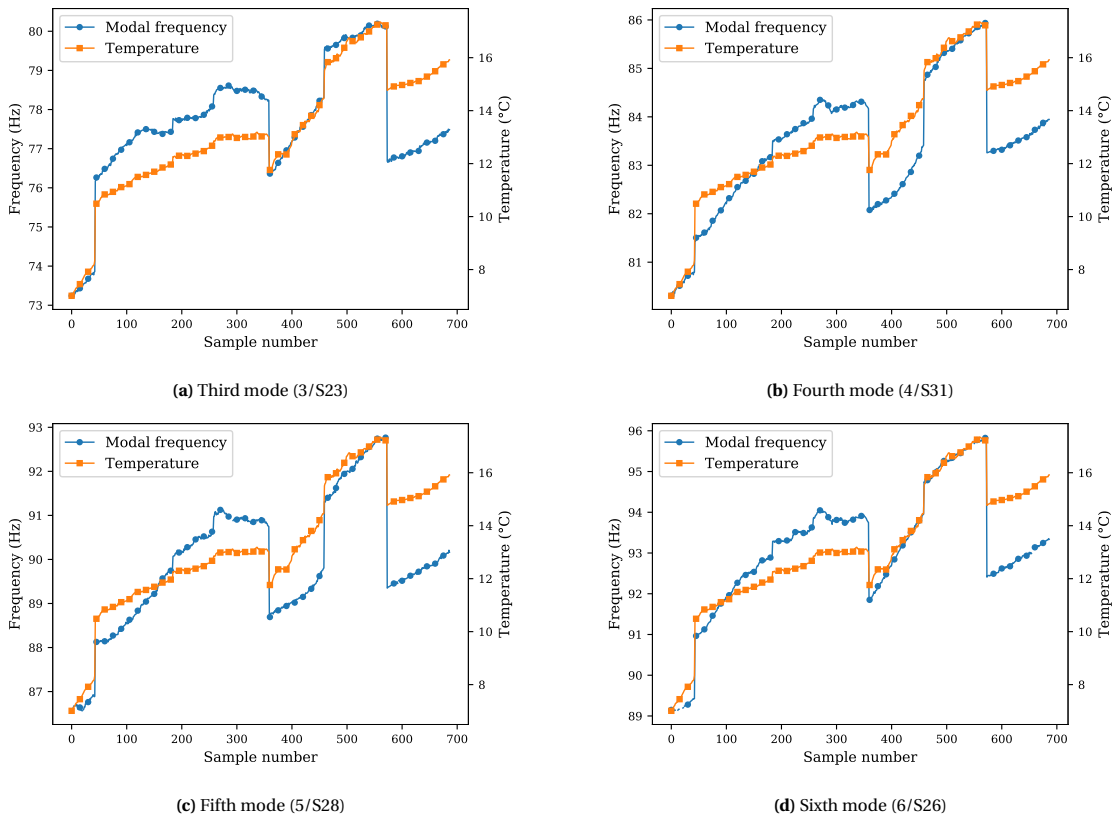 Modal frequency
Temperature
Frequency (Hz)
80
79
78
77
76
75
74
73
16
14
12
10
8
Temperature (°C)
0 100 200 300 400 500 600 700
Sample number
(a) Third mode (3/S23)
Modal frequency
Temperature
Frequency (Hz)
86
85
84
83
82
81
16
14
12
10
8
Temperature (°C)
0 100 200 300 400 500 600 700
Sample number
(b) Fourth mode (4/S31)
Modal frequency
Temperature
Frequency (Hz)
93
92
91
90
89
88
87
16
14
12
10
8
Temperature (°C)
0 100 200 300 400 500 600 700
Sample number
(c) Fifth mode (5/S28)
Modal frequency
Temperature
Frequency (Hz)
96
95
94
93
92
91
90
89
16
14
12
10
8
Temperature (°C)
0 100 200 300 400 500 600 700
Sample number
(d) Sixth mode (6/S26)